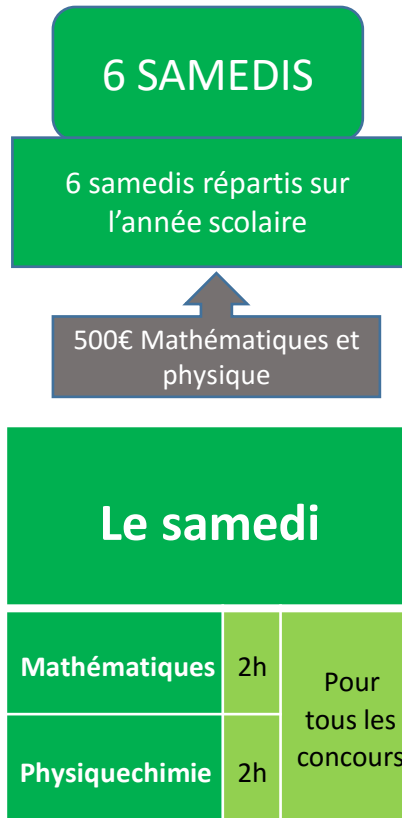 6 SAMEDIS
6 samedis répartis sur
l'année scolaire
500€ Mathématiques et
physique
Le samedi
Mathématiques 2h
Pour
tous les
concours
Physiquechimie 2h